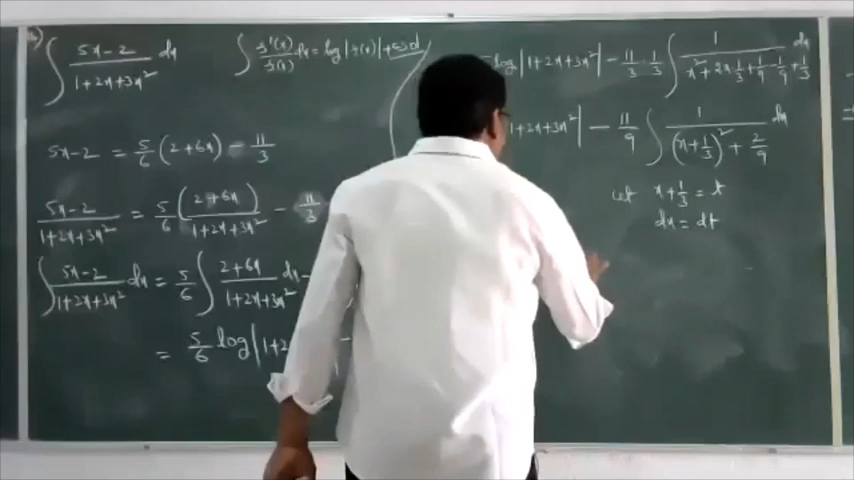 ∫ (5x-2)/(1+2x+3x²) dx
∫ f'(x)/f(x) dx = log|f(x)| +
5x-2 = 5/6 (2+6x) - 11/3
(5x-2)/(1+2x+3x²) = 5/6 (2+6x)/(1+2x+3x²) - 11/3
∫ (5x-2)/(1+2x+3x²) dx = 5/6 ∫ (2+6x)/(1+2x+3x²) dx -
= 5/6 log|1+2
log|1+2x+3x²| - 11/3 · 1/3 ∫ 1/(x²+2x·1/3+1/9-1/9+1/3) dx
1+2x+3x²| - 11/9 ∫ 1/((x+1/3)²+2/9) dx
Let x+1/3 = t
dx = dt